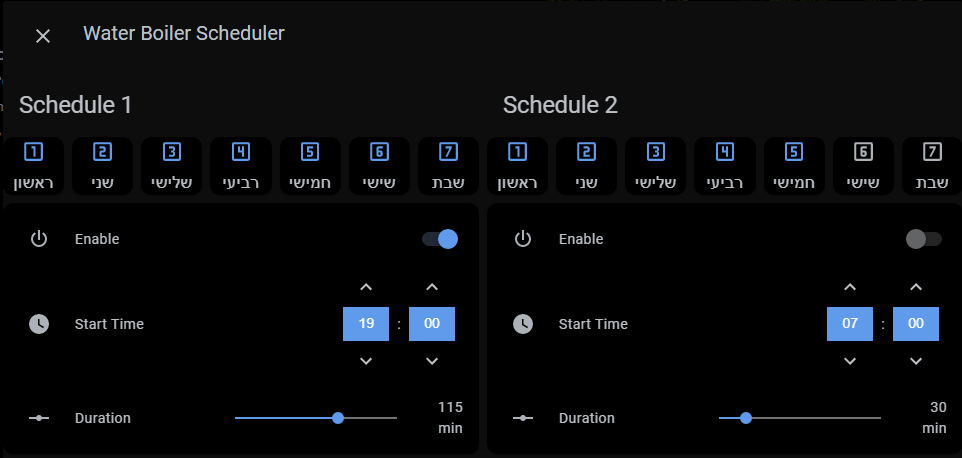 Water Boiler Scheduler
Schedule 1
1 2 3 4 5 6 7
ראשון שני שלישי רביעי חמישי שישי שבת
Enable
Start Time
19 : 00
Duration
115
min
Schedule 2
1 2 3 4 5 6 7
ראשון שני שלישי רביעי חמישי שישי שבת
Enable
Start Time
07 : 00
Duration
30
min